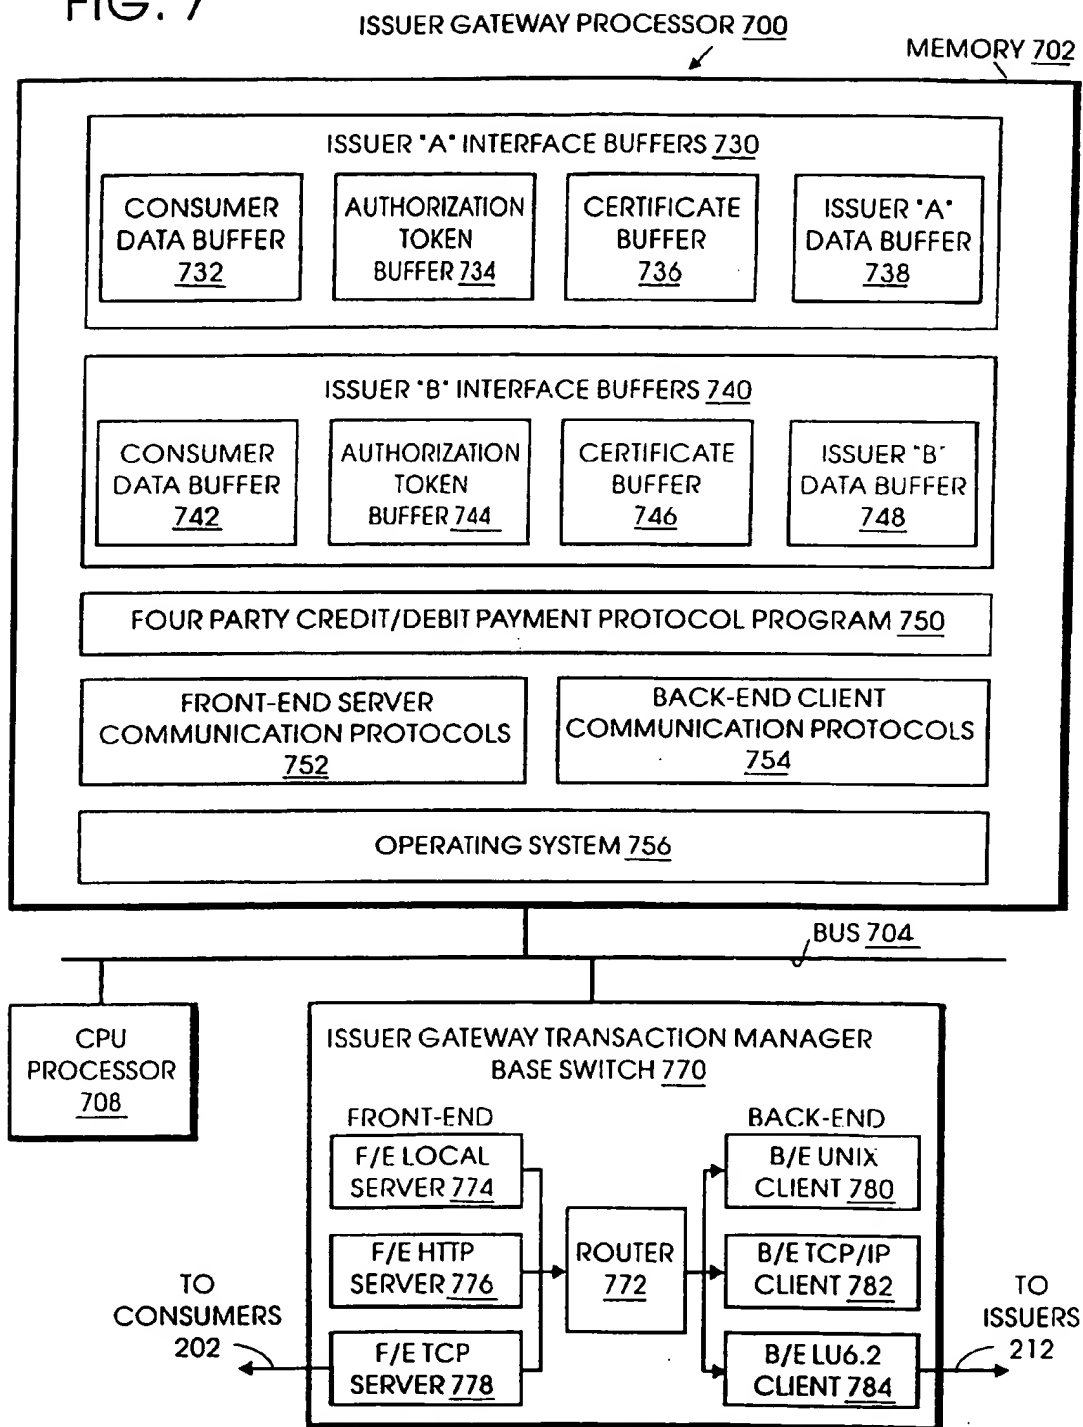 FIG. 7
ISSUER GATEWAY PROCESSOR 700
MEMORY 702
ISSUER "A" INTERFACE BUFFERS 730
CONSUMER
DATA BUFFER
732
AUTHORIZATION
TOKEN
BUFFER 734
CERTIFICATE
BUFFER
736
ISSUER "A"
DATA BUFFER
738
ISSUER "B" INTERFACE BUFFERS 740
CONSUMER
DATA BUFFER
742
AUTHORIZATION
TOKEN
BUFFER 744
CERTIFICATE
BUFFER
746
ISSUER "B"
DATA BUFFER
748
FOUR PARTY CREDIT/DEBIT PAYMENT PROTOCOL PROGRAM 750
FRONT-END SERVER
COMMUNICATION PROTOCOLS
752
BACK-END CLIENT
COMMUNICATION PROTOCOLS
754
OPERATING SYSTEM 756
BUS 704
CPU
PROCESSOR
708
ISSUER GATEWAY TRANSACTION MANAGER
BASE SWITCH 770
FRONT-END
F/E LOCAL
SERVER 774
F/E HTTP
SERVER 776
F/E TCP
SERVER 778
ROUTER
772
BACK-END
B/E UNIX
CLIENT 780
B/E TCP/IP
CLIENT 782
B/E LU6.2
CLIENT 784
TO
CONSUMERS
202
TO
ISSUERS
212